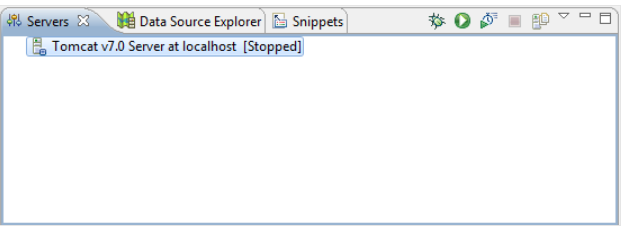 Servers Data Source Explorer Snippets
Tomcat v7.0 Server at localhost [Stopped]